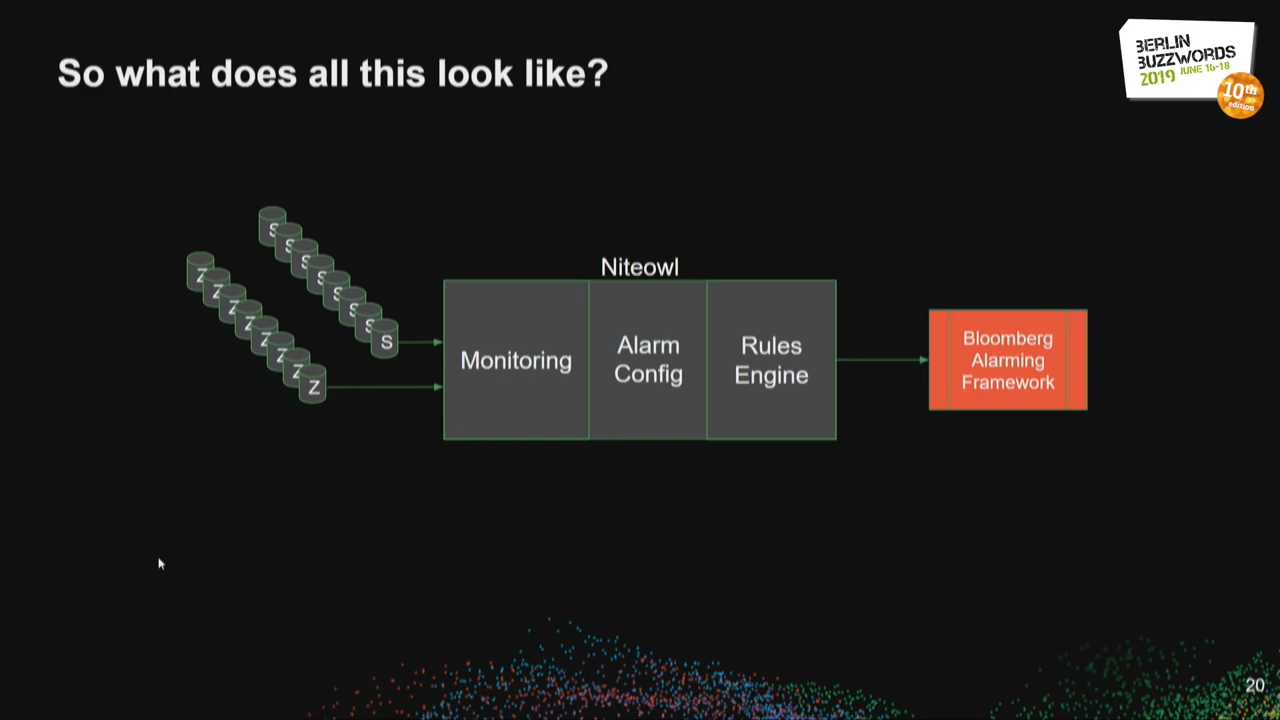 So what does all this look like?
BERLIN
BUZZWORDS
2019 JUNE 16-18
10th
edition
S
S
S
S
S
S
S
S
Z
Z
Z
Z
Z
Z
Z
Z
Niteowl
Monitoring
Alarm
Config
Rules
Engine
Bloomberg
Alarming
Framework
20